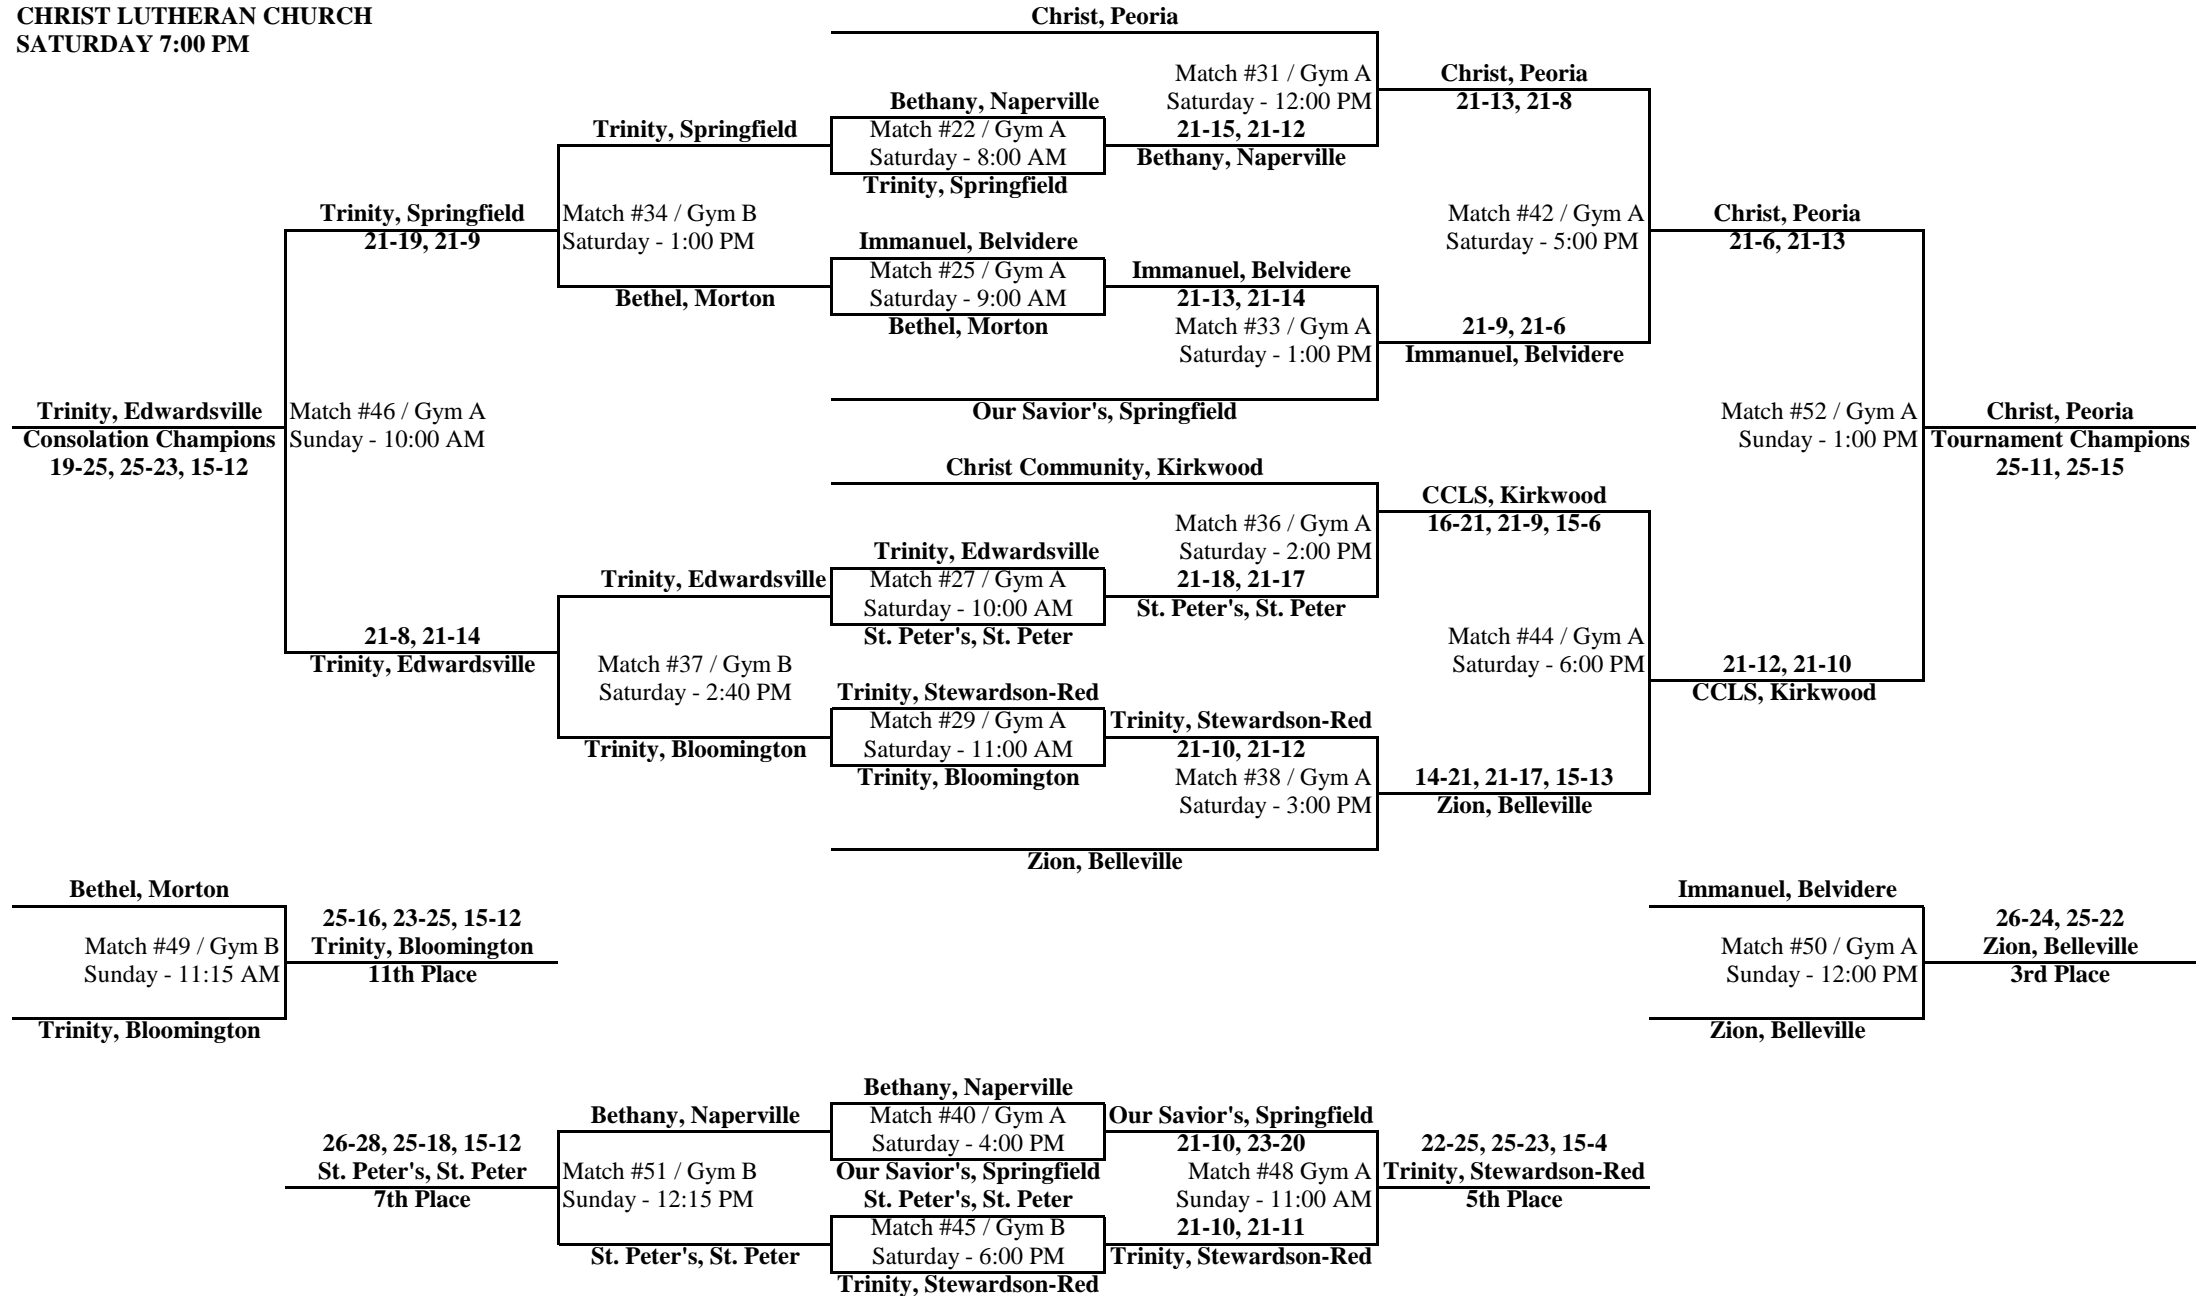 CHRIST LUTHERAN CHURCH
SATURDAY 7:00 PM
Christ, Peoria
Match #31 / Gym A
Saturday - 12:00 PM
Christ, Peoria
21-13, 21-8
Bethany, Naperville
Match #22 / Gym A
Saturday - 8:00 AM
Trinity, Springfield
21-15, 21-12
Bethany, Naperville
Trinity, Springfield
Trinity, Springfield
21-19, 21-9
Match #34 / Gym B
Saturday - 1:00 PM
Immanuel, Belvidere
Match #25 / Gym A
Saturday - 9:00 AM
Bethel, Morton
Bethel, Morton
Immanuel, Belvidere
21-13, 21-14
Match #33 / Gym A
Saturday - 1:00 PM
Match #42 / Gym A
Saturday - 5:00 PM
Christ, Peoria
21-6, 21-13
21-9, 21-6
Immanuel, Belvidere
Our Savior's, Springfield
Trinity, Edwardsville
Consolation Champions
19-25, 25-23, 15-12
Match #46 / Gym A
Sunday - 10:00 AM
Match #52 / Gym A
Sunday - 1:00 PM
Christ, Peoria
Tournament Champions
25-11, 25-15
Christ Community, Kirkwood
CCLS, Kirkwood
16-21, 21-9, 15-6
Match #36 / Gym A
Saturday - 2:00 PM
Trinity, Edwardsville
Match #27 / Gym A
Saturday - 10:00 AM
St. Peter's, St. Peter
21-18, 21-17
St. Peter's, St. Peter
Trinity, Edwardsville
21-8, 21-14
Trinity, Edwardsville
Match #37 / Gym B
Saturday - 2:40 PM
Match #44 / Gym A
Saturday - 6:00 PM
21-12, 21-10
CCLS, Kirkwood
Trinity, Stewardson-Red
Match #29 / Gym A
Saturday - 11:00 AM
Trinity, Bloomington
Trinity, Bloomington
Trinity, Stewardson-Red
21-10, 21-12
Match #38 / Gym A
Saturday - 3:00 PM
14-21, 21-17, 15-13
Zion, Belleville
Zion, Belleville
Bethel, Morton
Match #49 / Gym B
Sunday - 11:15 AM
Trinity, Bloomington
25-16, 23-25, 15-12
Trinity, Bloomington
11th Place
Immanuel, Belvidere
Match #50 / Gym A
Sunday - 12:00 PM
Zion, Belleville
26-24, 25-22
Zion, Belleville
3rd Place
Bethany, Naperville
Match #40 / Gym A
Saturday - 4:00 PM
Our Savior's, Springfield
Bethany, Naperville
Our Savior's, Springfield
21-10, 23-20
26-28, 25-18, 15-12
St. Peter's, St. Peter
7th Place
Match #51 / Gym B
Sunday - 12:15 PM
Match #48 Gym A
Sunday - 11:00 AM
22-25, 25-23, 15-4
Trinity, Stewardson-Red
5th Place
St. Peter's, St. Peter
Match #45 / Gym B
Saturday - 6:00 PM
Trinity, Stewardson-Red
St. Peter's, St. Peter
21-10, 21-11
Trinity, Stewardson-Red